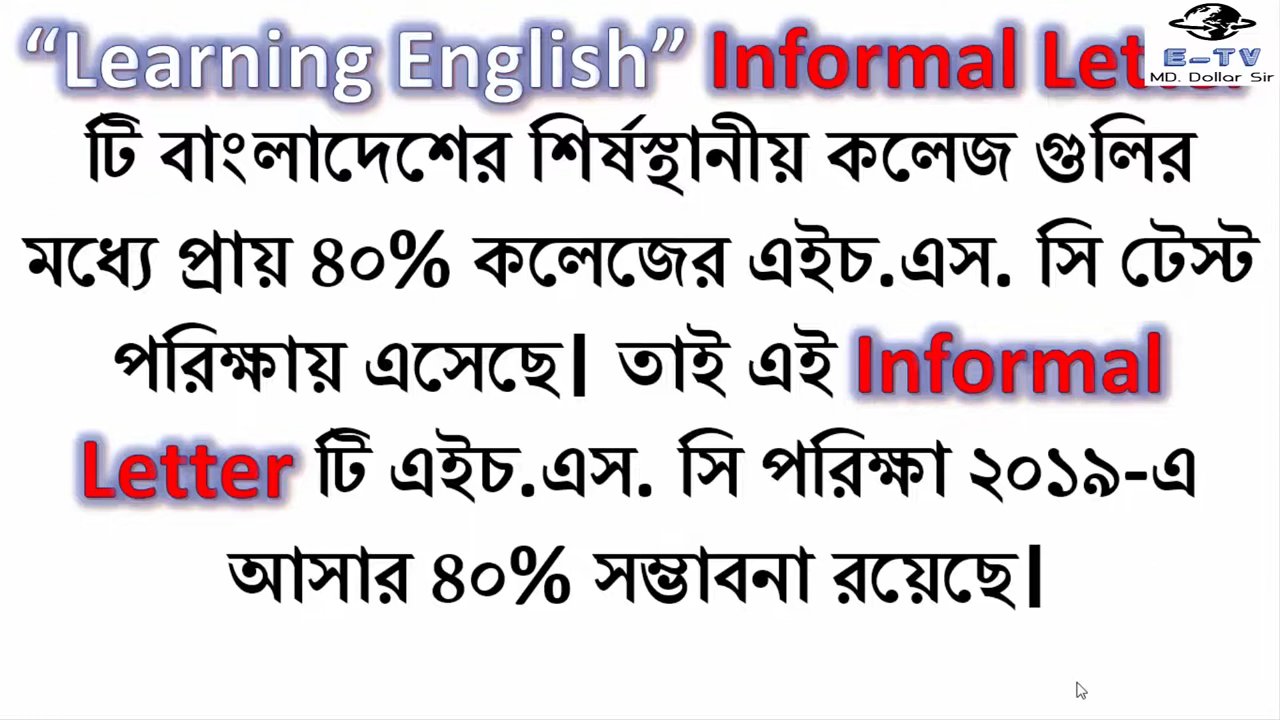 “Learning English” Informal Letter
E-TV
MD. Dollar Sir
টি বাংলাদেশের শির্ষস্থানীয় কলেজ গুলির
মধ্যে প্রায় ৪০% কলেজের এইচ.এস. সি টেস্ট
পরিক্ষায় এসেছে। তাই এই Informal
Letter টি এইচ.এস. সি পরিক্ষা ২০১৯-এ
আসার ৪০% সম্ভাবনা রয়েছে।